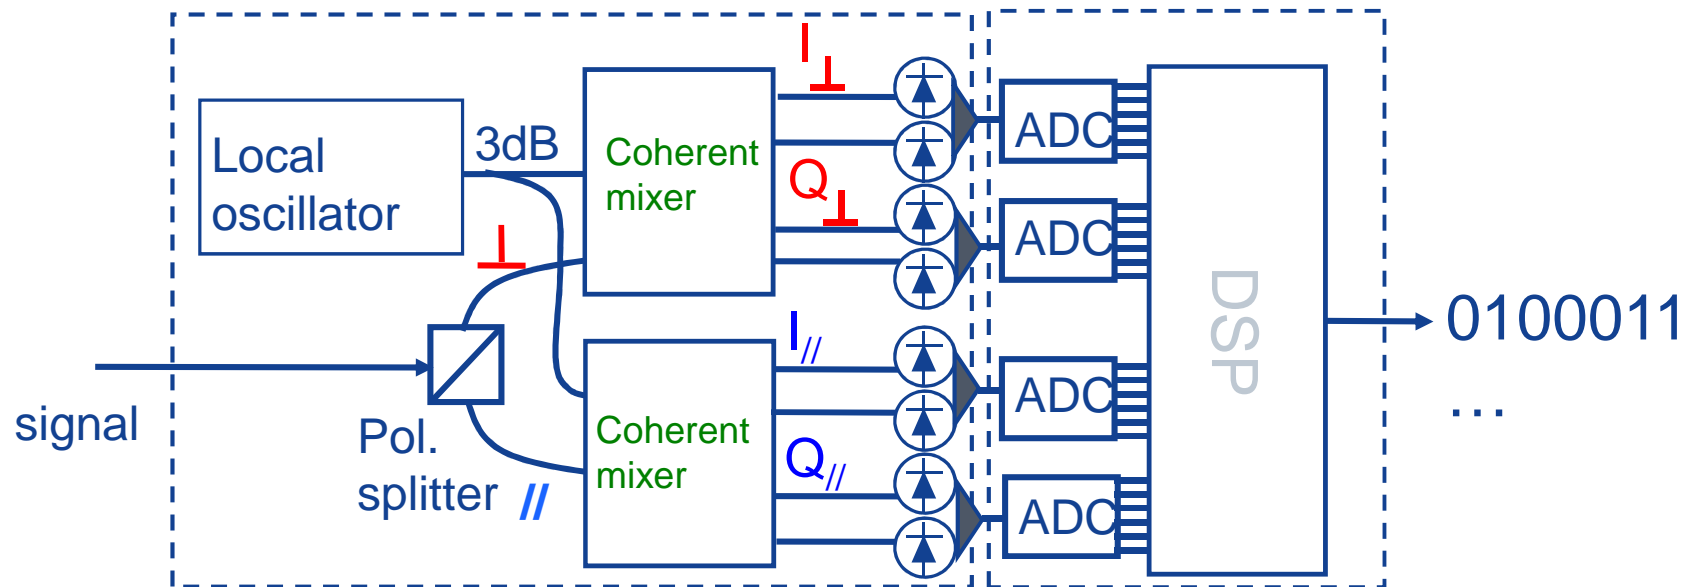 I⊥
3dB
Local
oscillator
Coherent
mixer
Q⊥
⊥
ADC
ADC
DSP
0100011
...
I//
signal
Pol.
splitter //
Coherent
mixer
Q//
ADC
ADC